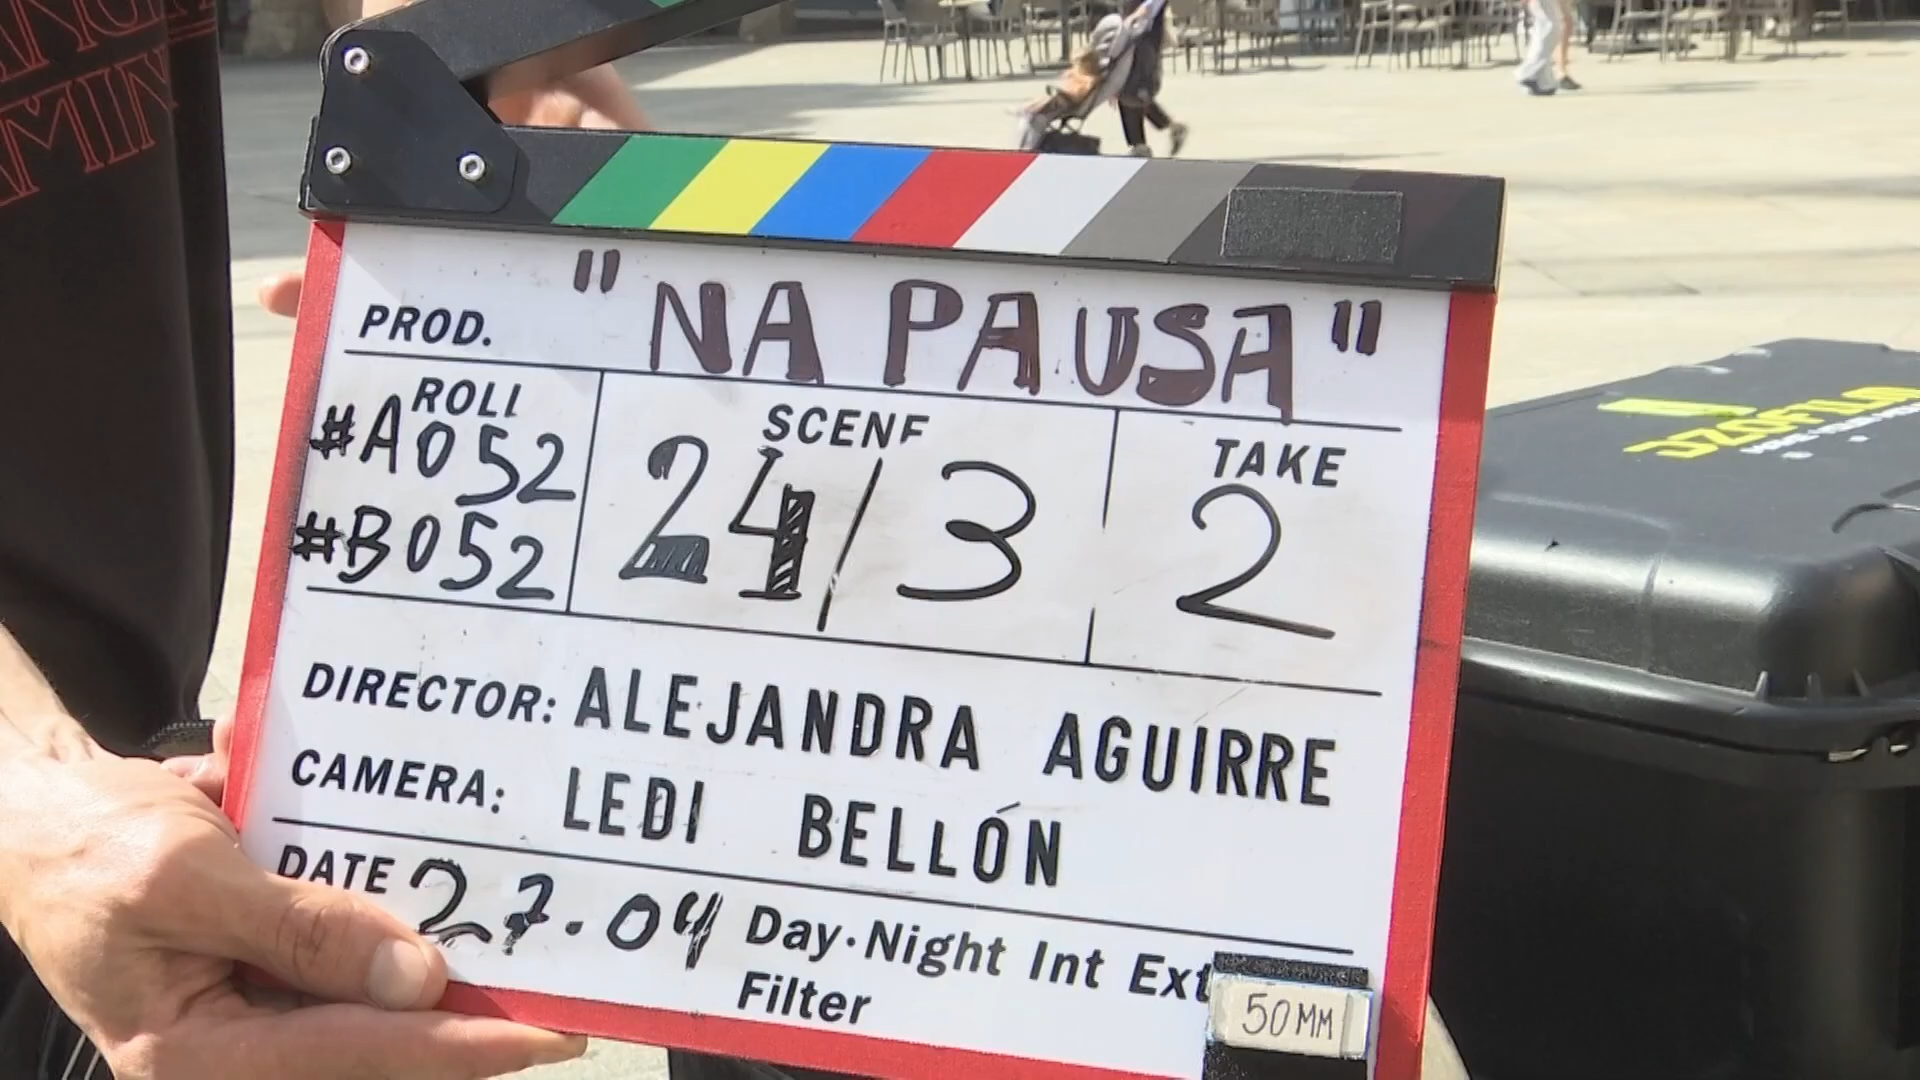 PROD. "NA PAUSA"
ROLL
#A052
#B052
SCENE
24/3
TAKE
2
DIRECTOR: ALEJANDRA AGUIRRE
CAMERA: LEDI BELLÓN
DATE 27.04
Day·Night Int Ext
Filter
50MM
DZOFILM